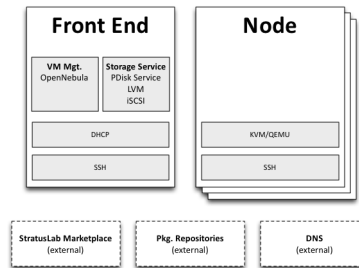 Front End
VM Mgt.
OpenNebula
Storage Service
PDisk Service
LVM
iSCSI
DHCP
SSH
Node
KVM/QEMU
SSH
StratusLab Marketplace
(external)
Pkg. Repositories
(external)
DNS
(external)